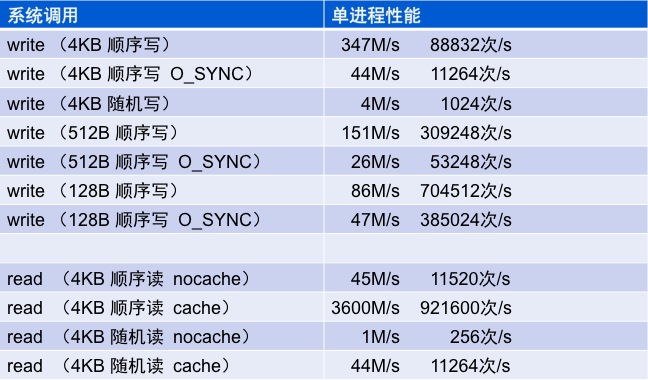 系统调用 单进程性能
write （4KB 顺序写） 347M/s 88832次/s
write （4KB 顺序写 O_SYNC） 44M/s 11264次/s
write （4KB 随机写） 4M/s 1024次/s
write （512B 顺序写） 151M/s 309248次/s
write （512B 顺序写 O_SYNC） 26M/s 53248次/s
write （128B 顺序写） 86M/s 704512次/s
write （128B 顺序写 O_SYNC） 47M/s 385024次/s
read （4KB 顺序读 nocache） 45M/s 11520次/s
read （4KB 顺序读 cache） 3600M/s 921600次/s
read （4KB 随机读 nocache） 1M/s 256次/s
read （4KB 随机读 cache） 44M/s 11264次/s